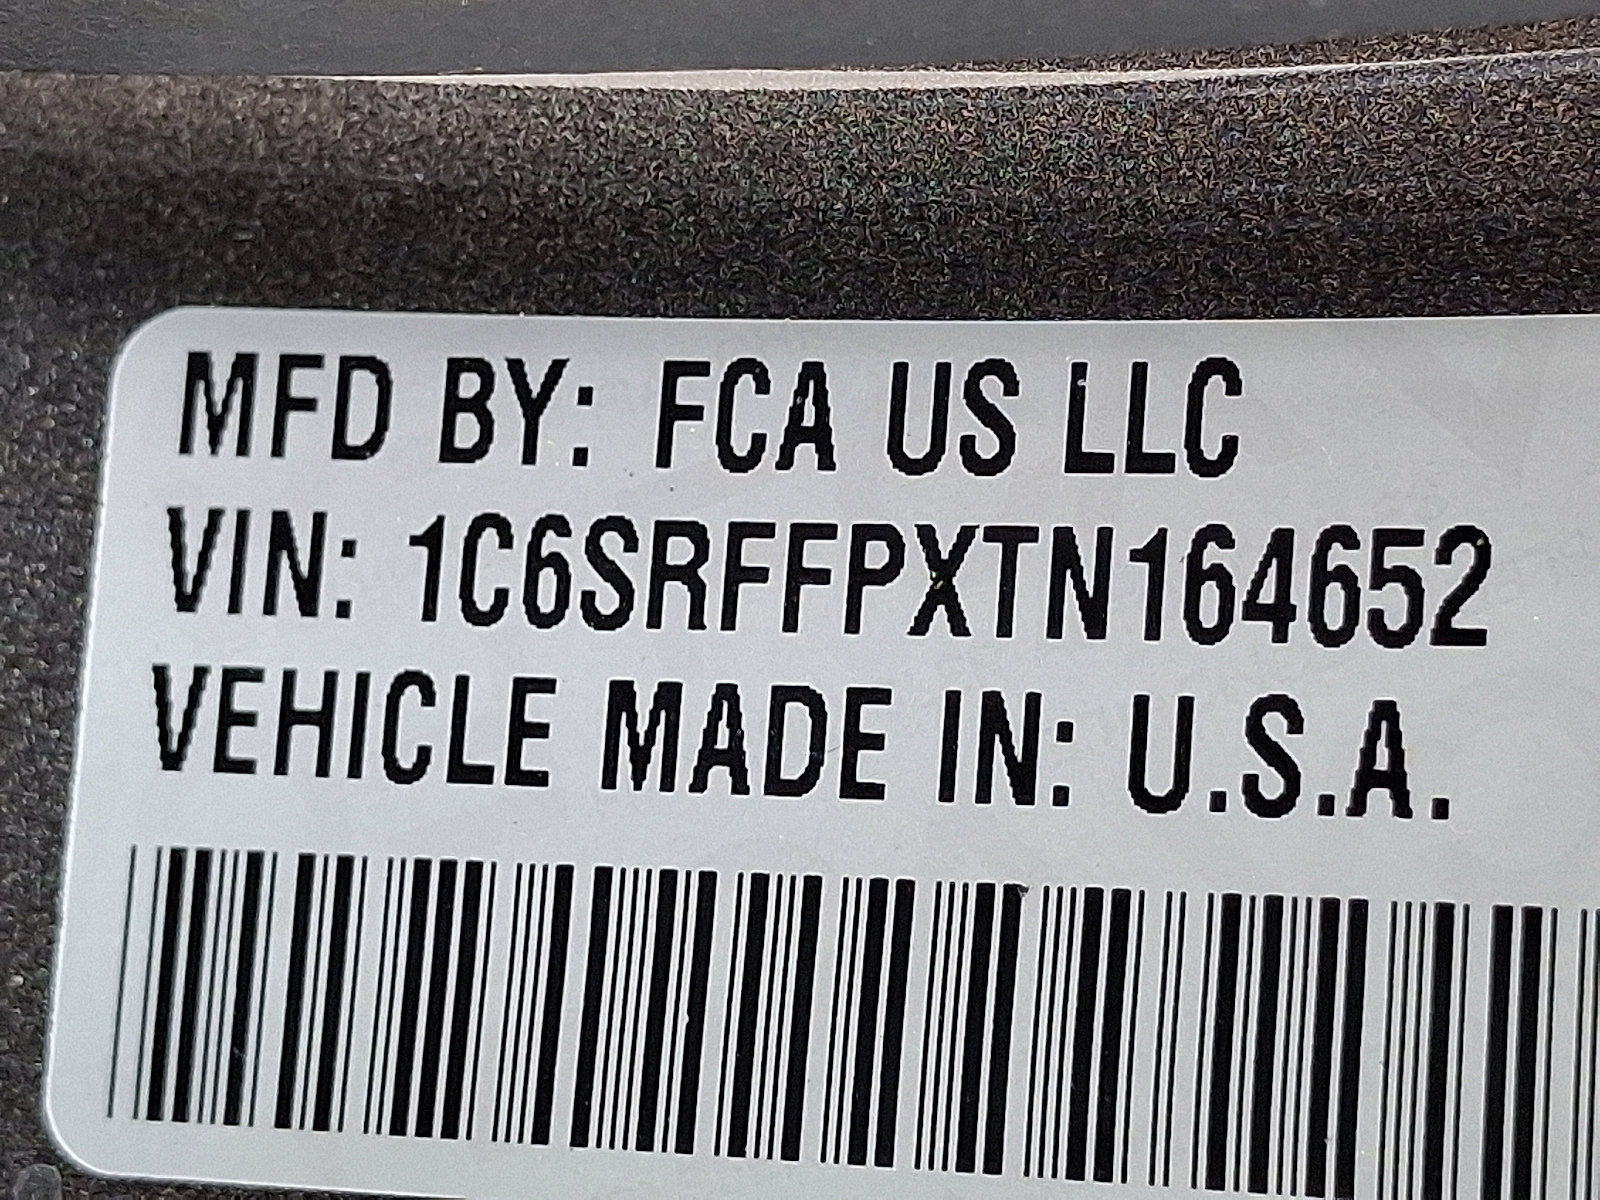 MFD BY: FCA US LLC
VIN: 1C6SRFFPXTN164652
VEHICLE MADE IN: U.S.A.